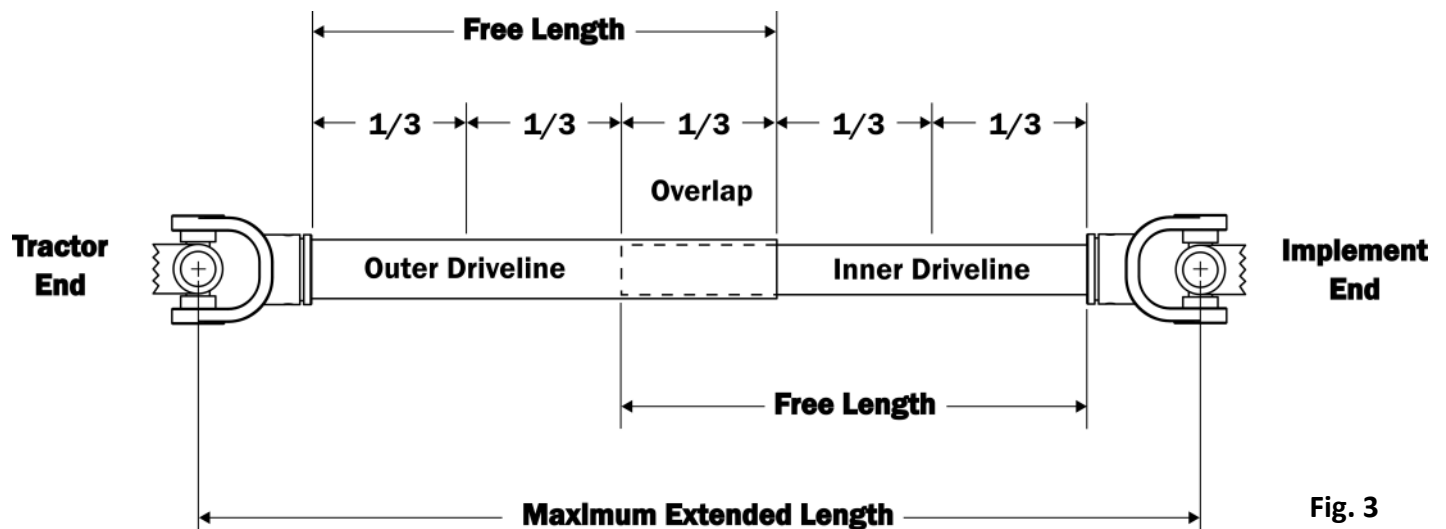 Free Length
1/3 1/3 1/3 1/3 1/3
Overlap
Tractor
End
Outer Driveline
Inner Driveline
Implement
End
Free Length
Maximum Extended Length
Fig. 3